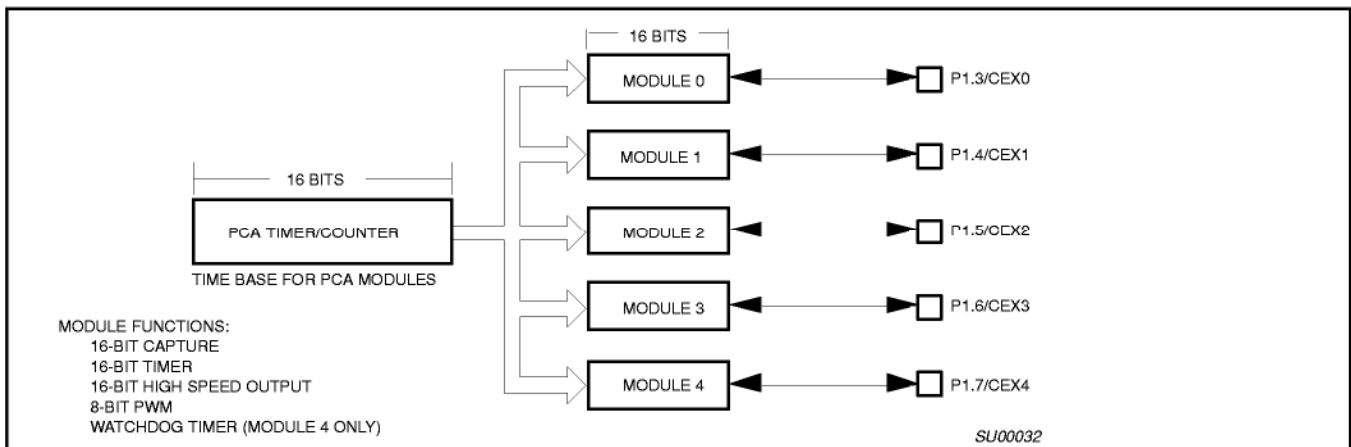 16 BITS
MODULE 0
P1.3/CEX0
MODULE 1
P1.4/CEX1
16 BITS
PCA TIMER/COUNTER
MODULE 2
P1.5/CEX2
TIME BASE FOR PCA MODULES
MODULE 3
P1.6/CEX3
MODULE FUNCTIONS:
16-BIT CAPTURE
16-BIT TIMER
16-BIT HIGH SPEED OUTPUT
8-BIT PWM
WATCHDOG TIMER (MODULE 4 ONLY)
MODULE 4
P1.7/CEX4
SU00032